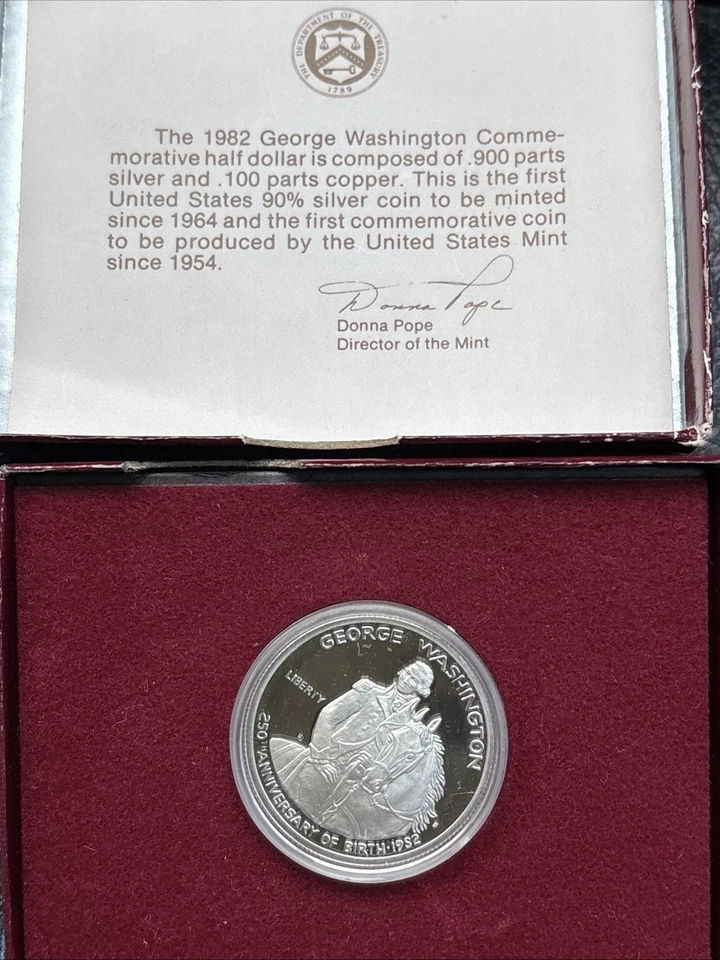 THE DEPARTMENT OF THE TREASURY
1789
The 1982 George Washington Comme-
morative half dollar is composed of .900 parts
silver and .100 parts copper. This is the first
United States 90% silver coin to be minted
since 1964 and the first commemorative coin
to be produced by the United States Mint
since 1954.
Donna Pope
Donna Pope
Director of the Mint
GEORGE WASHINGTON
LIBERTY
250TH ANNIVERSARY OF BIRTH·1982